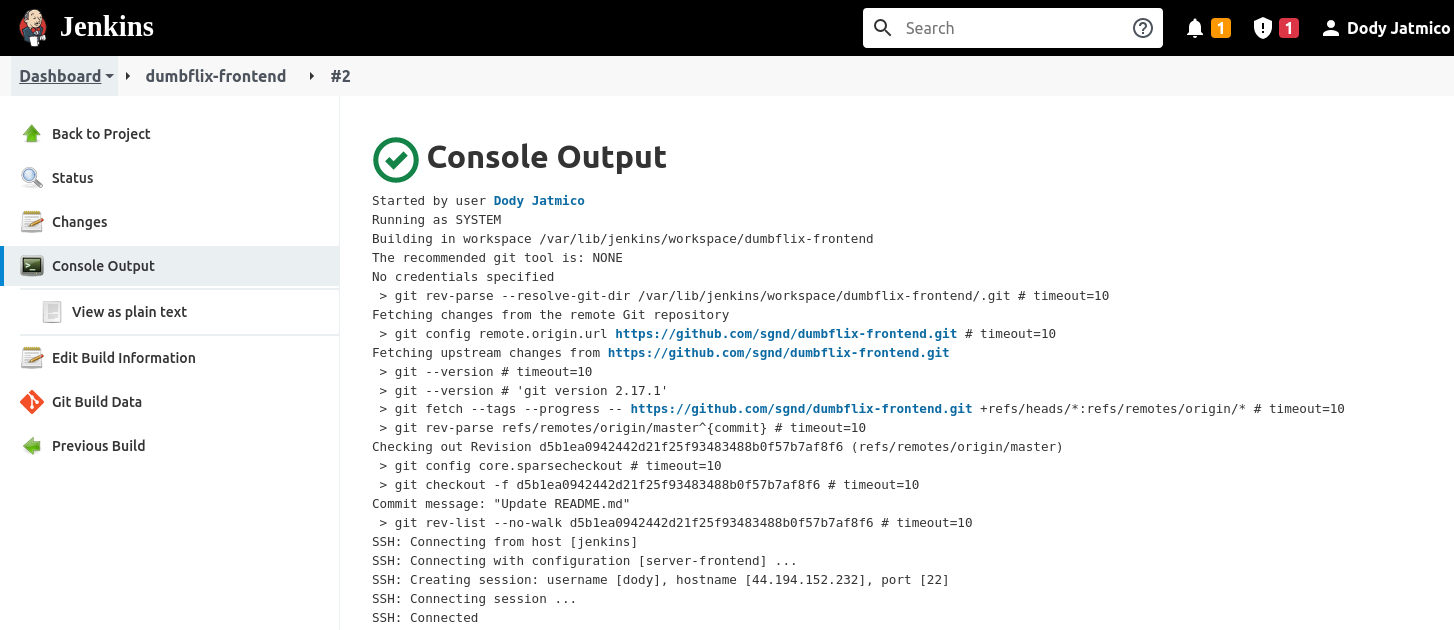 Jenkins
Search
1
1
Dody Jatmico
Dashboard
dumbflix-frontend
#2
Back to Project
Status
Changes
Console Output
View as plain text
Edit Build Information
Git Build Data
Previous Build
Console Output
Started by user Dody Jatmico
Running as SYSTEM
Building in workspace /var/lib/jenkins/workspace/dumbflix-frontend
The recommended git tool is: NONE
No credentials specified
 > git rev-parse --resolve-git-dir /var/lib/jenkins/workspace/dumbflix-frontend/.git # timeout=10
Fetching changes from the remote Git repository
 > git config remote.origin.url https://github.com/sgnd/dumbflix-frontend.git # timeout=10
Fetching upstream changes from https://github.com/sgnd/dumbflix-frontend.git
 > git --version # timeout=10
 > git --version # 'git version 2.17.1'
 > git fetch --tags --progress -- https://github.com/sgnd/dumbflix-frontend.git +refs/heads/*:refs/remotes/origin/* # timeout=10
 > git rev-parse refs/remotes/origin/master^{commit} # timeout=10
Checking out Revision d5b1ea0942442d21f25f93483488b0f57b7af8f6 (refs/remotes/origin/master)
 > git config core.sparsecheckout # timeout=10
 > git checkout -f d5b1ea0942442d21f25f93483488b0f57b7af8f6 # timeout=10
Commit message: "Update README.md"
 > git rev-list --no-walk d5b1ea0942442d21f25f93483488b0f57b7af8f6 # timeout=10
SSH: Connecting from host [jenkins]
SSH: Connecting with configuration [server-frontend] ...
SSH: Creating session: username [dody], hostname [44.194.152.232], port [22]
SSH: Connecting session ...
SSH: Connected